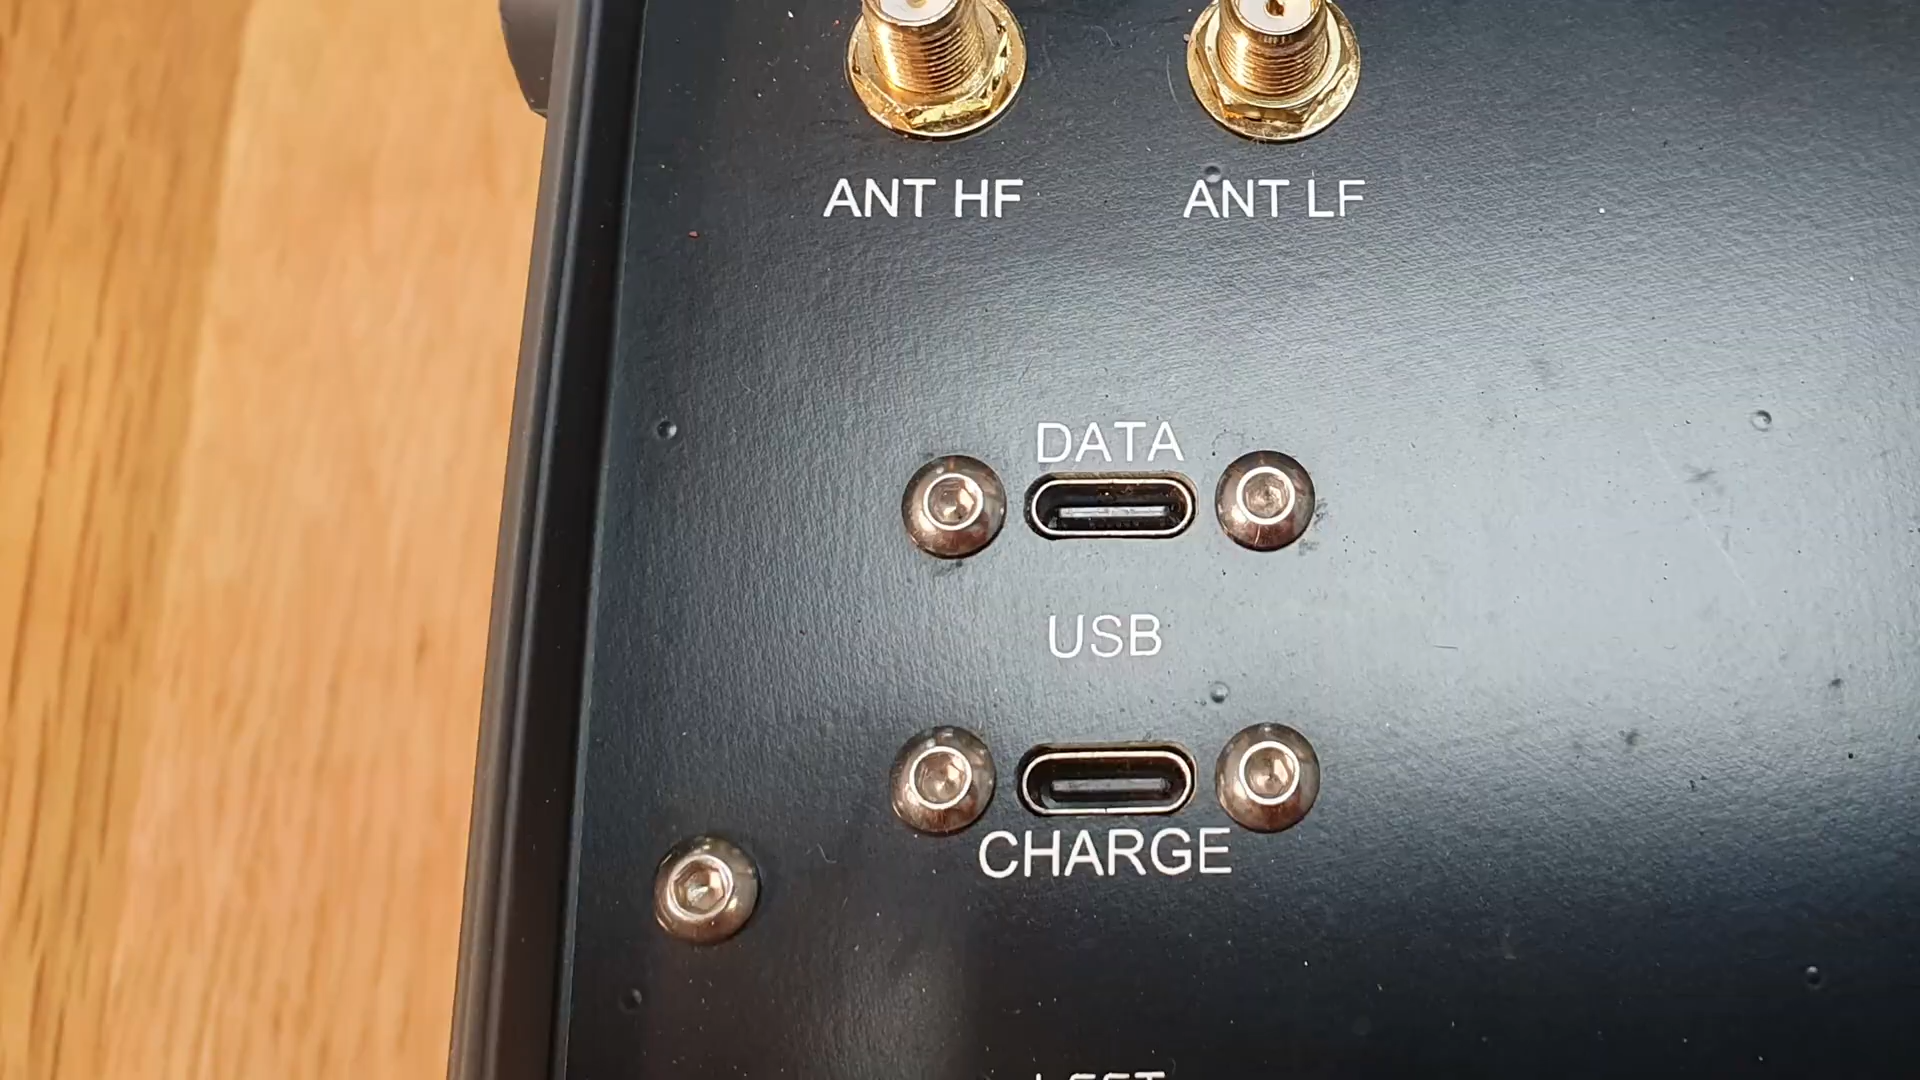 ANT HF ANT LF
DATA
USB
CHARGE